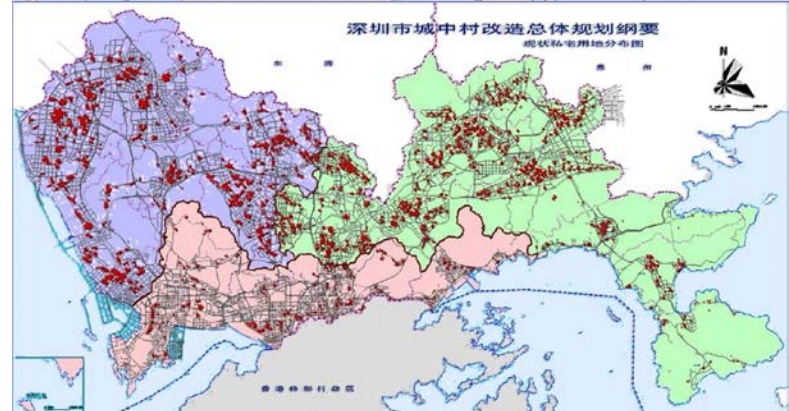 深圳市城中村改造总体规划纲要
现状私宅用地分布图
N
东 莞
惠 州
香港特别行政区